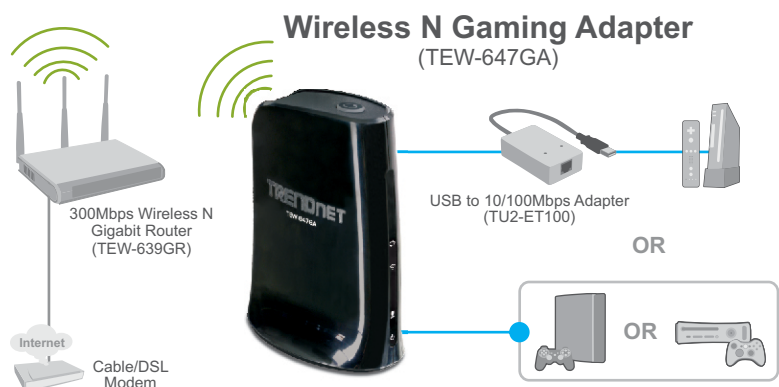 Wireless N Gaming Adapter
(TEW-647GA)
300Mbps Wireless N
Gigabit Router
(TEW-639GR)
TRENDNET
TEW-647GA
USB to 10/100Mbps Adapter
(TU2-ET100)
OR
OR
Internet
Cable/DSL
Modem